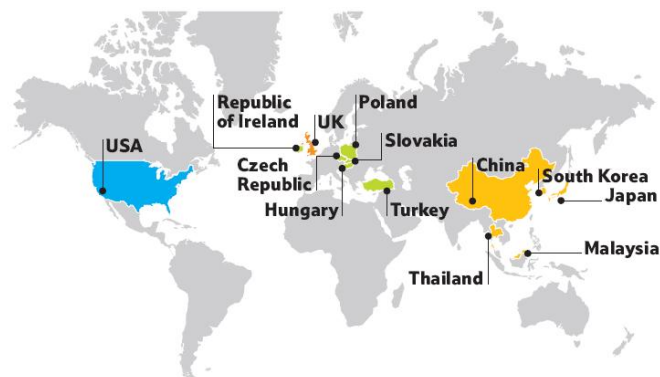 Republic
of Ireland
UK
Poland
USA
Slovakia
Czech
Republic
China
South Korea
Japan
Hungary
Turkey
Malaysia
Thailand